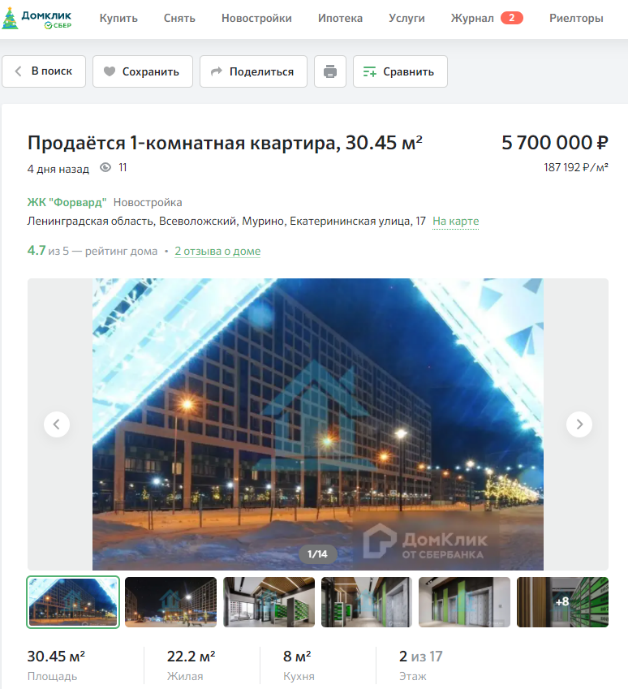 Домклик
СБЕР
Купить Снять Новостройки Ипотека Услуги Журнал 2 Риелторы
В поиск Сохранить Поделиться Сравнить
Продаётся 1-комнатная квартира, 30.45 м² 5 700 000 ₽
4 дня назад 11 187 192 ₽/м²
ЖК "Форвард" Новостройка
Ленинградская область, Всеволожский, Мурино, Екатерининская улица, 17 На карте
4.7 из 5 — рейтинг дома • 2 отзыва о доме
ДомКлик
ОТ СБЕРБАНКА
1/14
+8
30.45 м² 22.2 м² 8 м² 2 из 17
Площадь Жилая Кухня Этаж